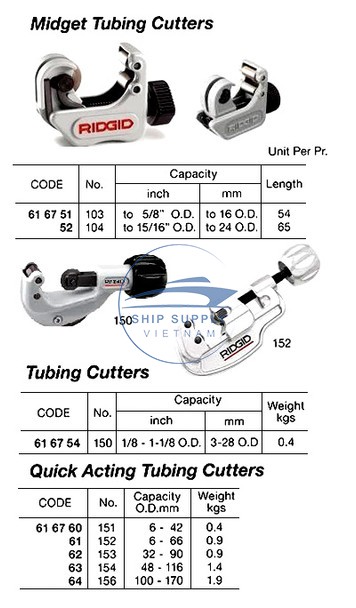 Midget Tubing Cutters
RIDGID
RIDGID
Unit Per Pr.
CODE No. Capacity Length
inch mm
61 67 51 103 to 5/8" O.D. to 16 O.D. 54
52 104 to 15/16" O.D. to 24 O.D. 65
RIDGID
150
SHIP SUPPLY
VIETNAM
RIDGID
152
Tubing Cutters
CODE No. Capacity Weight
inch mm kgs
61 67 54 150 1/8 - 1-1/8 O.D. 3-28 O.D 0.4
Quick Acting Tubing Cutters
CODE No. Capacity Weight
O.D.mm kgs
61 67 60 151 6 - 42 0.4
61 152 6 - 66 0.9
62 153 32 - 90 0.9
63 154 48 - 116 1.4
64 156 100 - 170 1.9